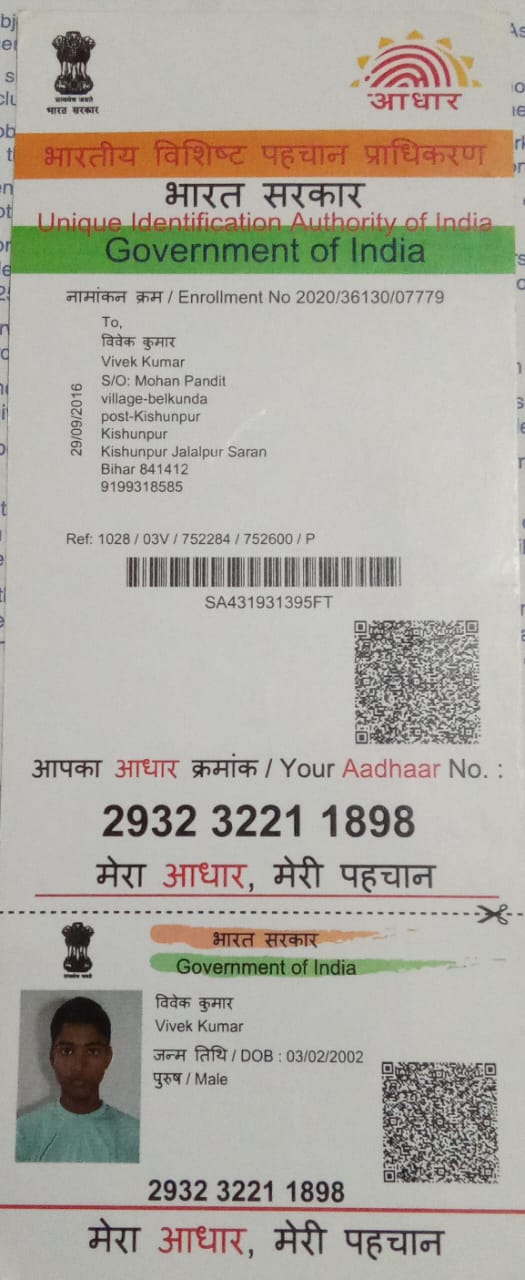 सत्यमेव जयते
भारत सरकार
आधार
भारतीय विशिष्ट पहचान प्राधिकरण
भारत सरकार
Unique Identification Authority of India
Government of India
नामांकन क्रम / Enrollment No 2020/36130/07779
To,
विवेक कुमार
Vivek Kumar
S/O: Mohan Pandit
village-belkunda
post-Kishunpur
Kishunpur
Kishunpur Jalalpur Saran
Bihar 841412
9199318585
29/09/2016
Ref: 1028 / 03V / 752284 / 752600 / P
SA431931395FT
आपका आधार क्रमांक / Your Aadhaar No. :
2932 3221 1898
मेरा आधार, मेरी पहचान
भारत सरकार
Government of India
विवेक कुमार
Vivek Kumar
जन्म तिथि / DOB : 03/02/2002
पुरुष / Male
2932 3221 1898
मेरा आधार, मेरी पहचान